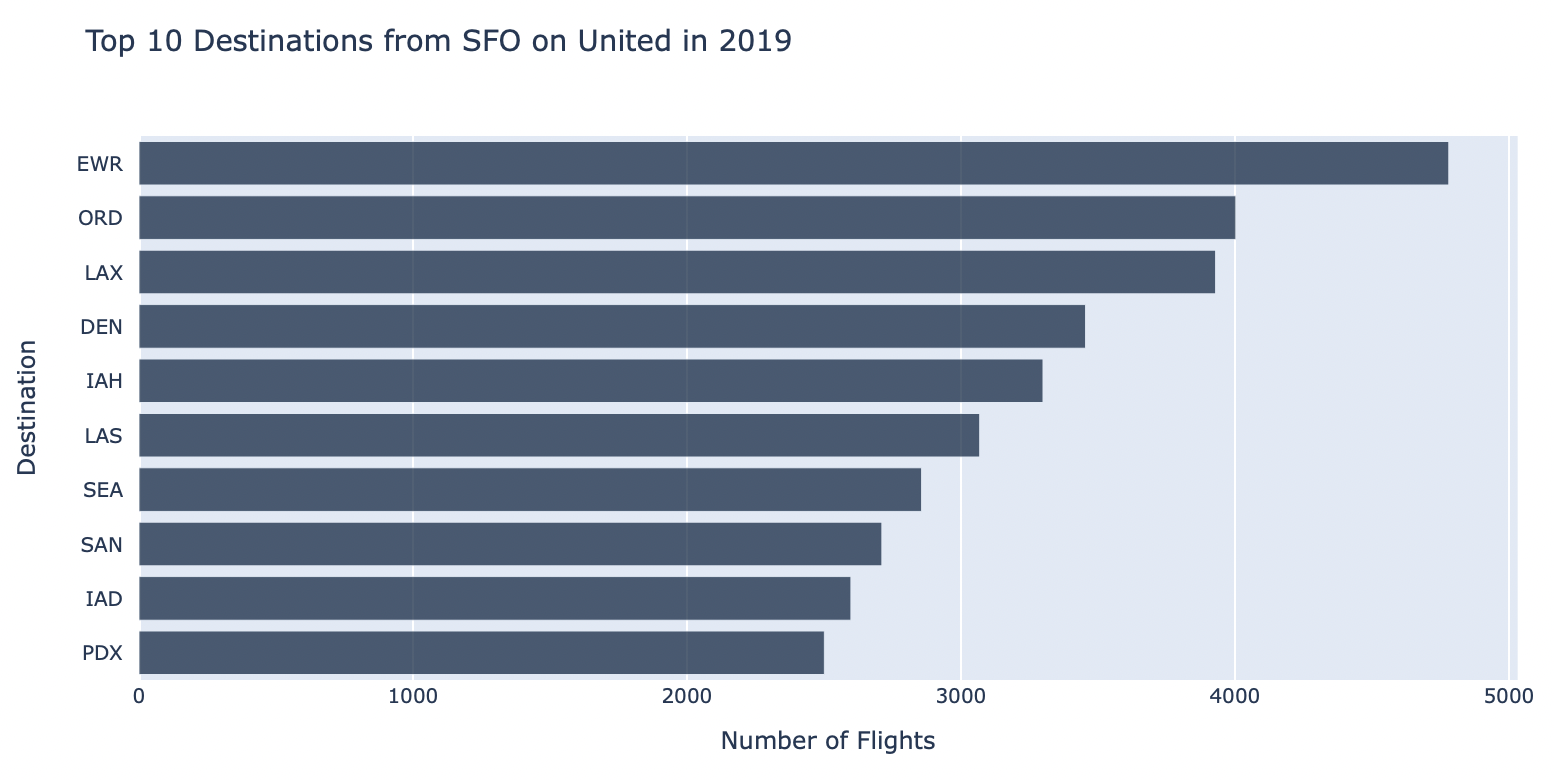 Top 10 Destinations from SFO on United in 2019
Destination
EWR
ORD
LAX
DEN
IAH
LAS
SEA
SAN
IAD
PDX
0 1000 2000 3000 4000 5000
Number of Flights